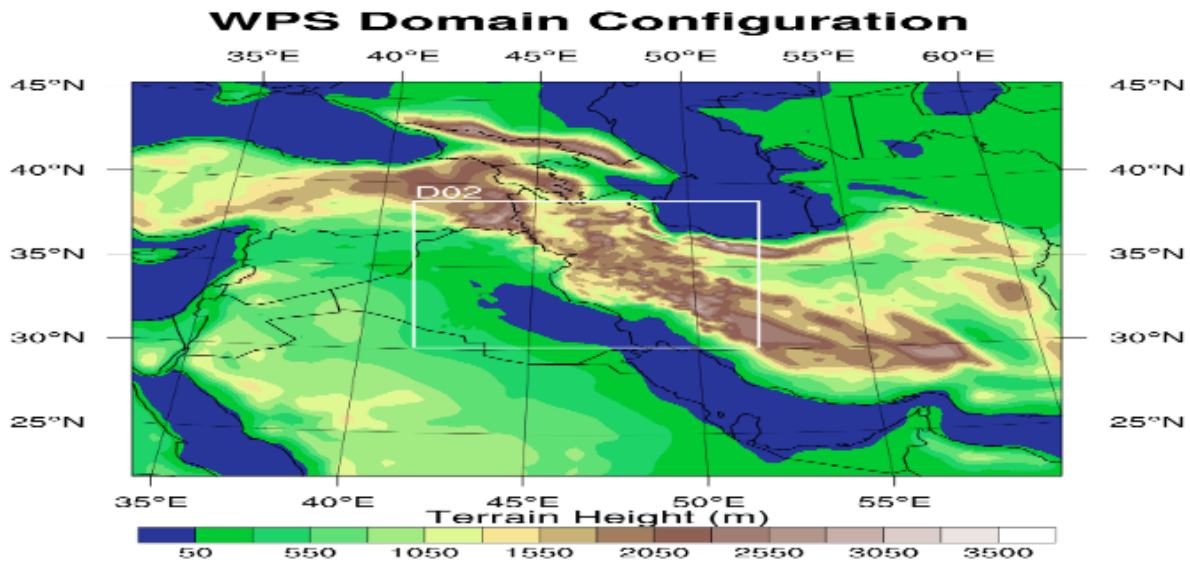 WPS Domain Configuration
35°E 40°E 45°E 50°E 55°E 60°E
45°N 45°N
40°N 40°N
D02
35°N 35°N
30°N 30°N
25°N 25°N
35°E 40°E 45°E 50°E 55°E
Terrain Height (m)
50 550 1050 1550 2050 2550 3050 3500